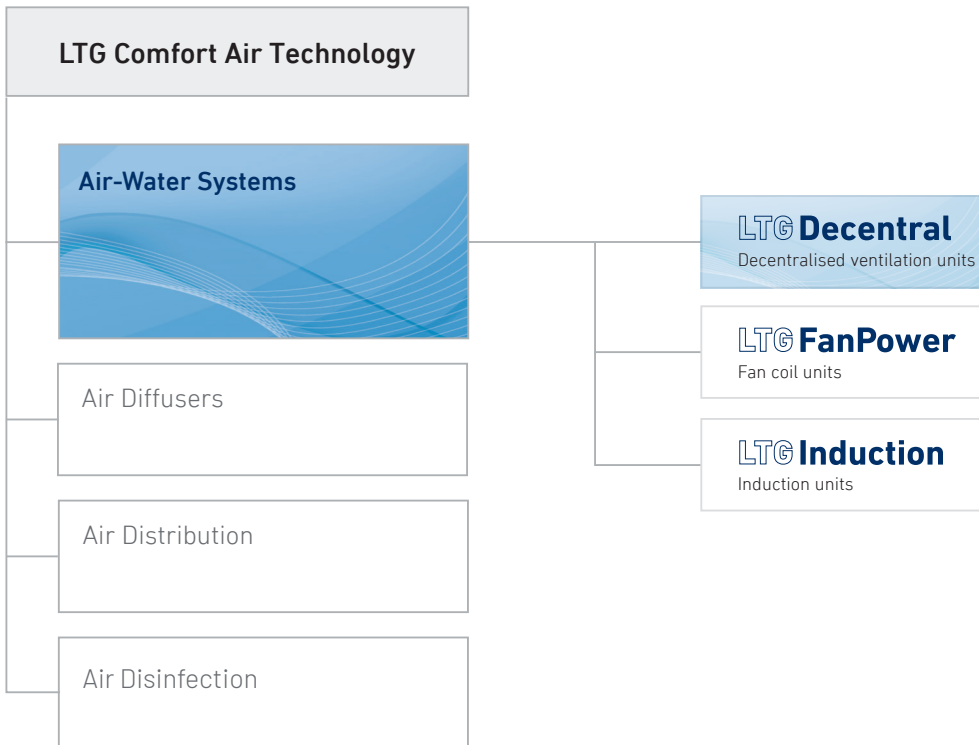 LTG Comfort Air Technology
Air-Water Systems
LTG Decentral
Decentralised ventilation units
LTG FanPower
Fan coil units
LTG Induction
Induction units
Air Diffusers
Air Distribution
Air Disinfection